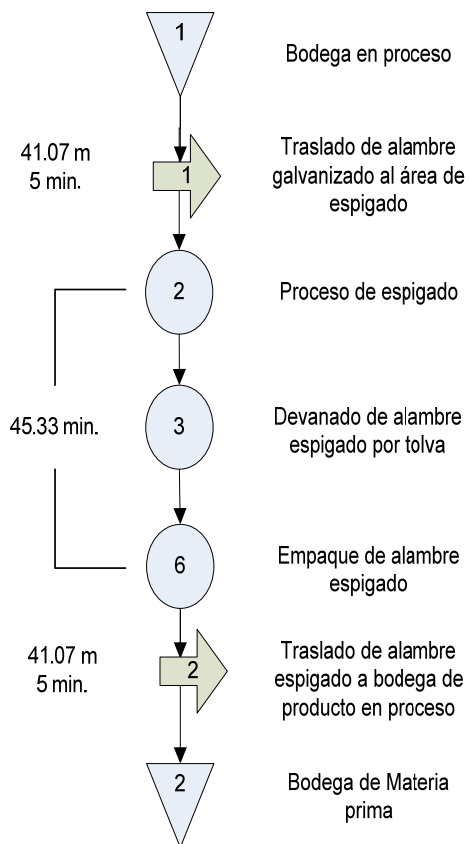 1
Bodega en proceso
41.07 m
5 min.
1
Traslado de alambre
galvanizado al área de
espigado
2
Proceso de espigado
45.33 min.
3
Devanado de alambre
espigado por tolva
6
Empaque de alambre
espigado
41.07 m
5 min.
2
Traslado de alambre
espigado a bodega de
producto en proceso
2
Bodega de Materia
prima